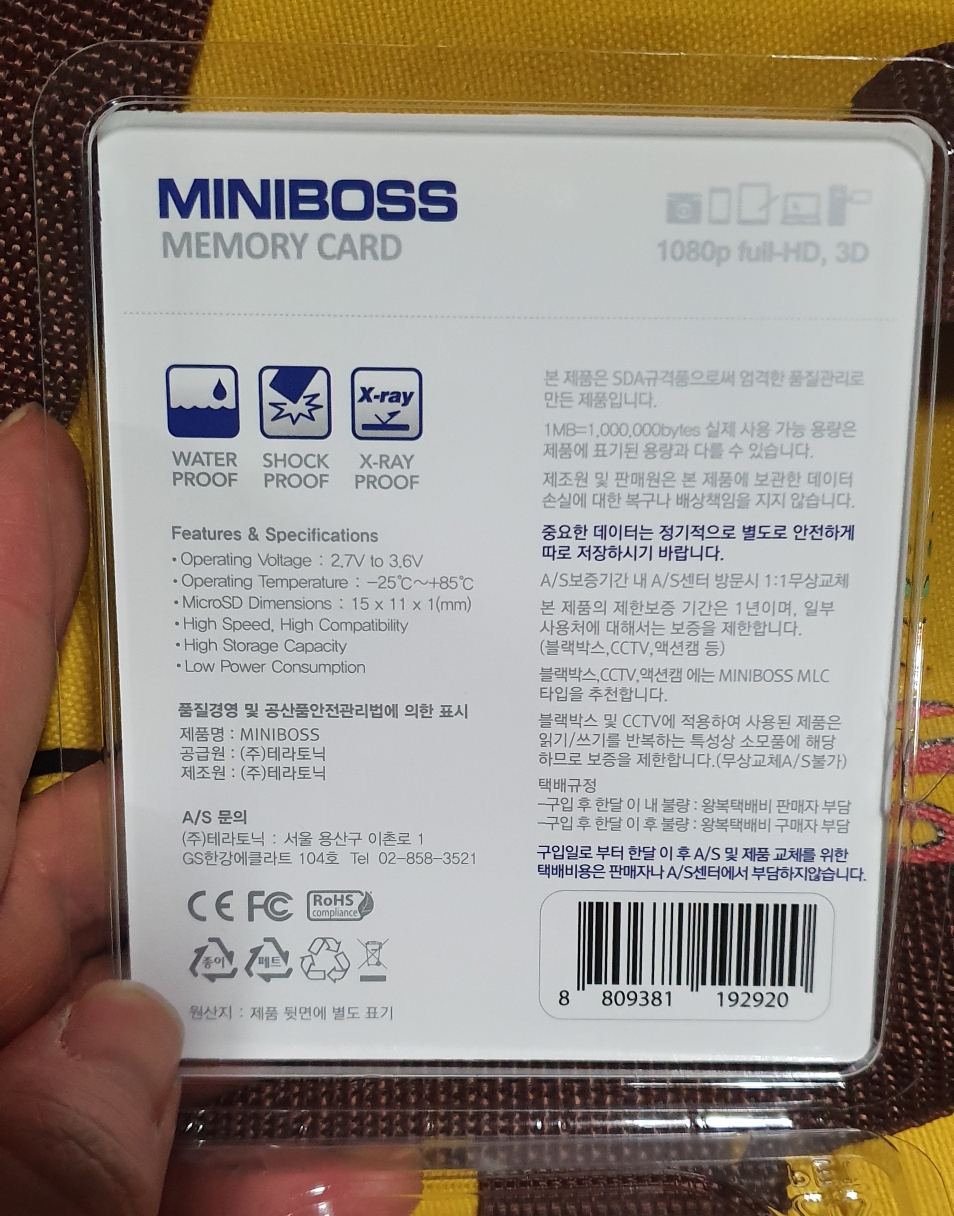 MINIBOSS
MEMORY CARD
1080p full-HD, 3D
WATER PROOF
SHOCK PROOF
X-ray
X-RAY PROOF
Features & Specifications
•Operating Voltage : 2.7V to 3.6V
•Operating Temperature : -25℃~+85℃
•MicroSD Dimensions : 15 x 11 x 1(mm)
•High Speed, High Compatibility
•High Storage Capacity
•Low Power Consumption
품질경영 및 공산품안전관리법에 의한 표시
제품명 : MINIBOSS
공급원 : (주)테라토닉
제조원 : (주)테라토닉
A/S 문의
(주)테라토닉 : 서울 용산구 이촌로 1
GS한강에클라트 104호 Tel 02-858-3521
CE FC RoHS
compliance
종이 페트
원산지 : 제품 뒷면에 별도 표기
본 제품은 SDA규격품으로써 엄격한 품질관리로
만든 제품입니다.
1MB=1,000,000bytes 실제 사용 가능 용량은
제품에 표기된 용량과 다를 수 있습니다.
제조원 및 판매원은 본 제품에 보관한 데이터
손실에 대한 복구나 배상책임을 지지 않습니다.
중요한 데이터는 정기적으로 별도로 안전하게
따로 저장하시기 바랍니다.
A/S보증기간 내 A/S센터 방문시 1:1무상교체
본 제품의 제한보증 기간은 1년이며, 일부
사용처에 대해서는 보증을 제한합니다.
(블랙박스,CCTV,액션캠 등)
블랙박스,CCTV,액션캠 에는 MINIBOSS MLC
타입을 추천합니다.
블랙박스 및 CCTV에 적용하여 사용된 제품은
읽기/쓰기를 반복하는 특성상 소모품에 해당
하므로 보증을 제한합니다.(무상교체A/S불가)
택배규정
-구입 후 한달 이 내 불량 : 왕복택배비 판매자 부담
-구입 후 한달 이 후 불량 : 왕복택배비 구매자 부담
구입일로 부터 한달 이 후 A/S 및 제품 교체를 위한
택배비용은 판매자나 A/S센터에서 부담하지않습니다.
8 809381 192920